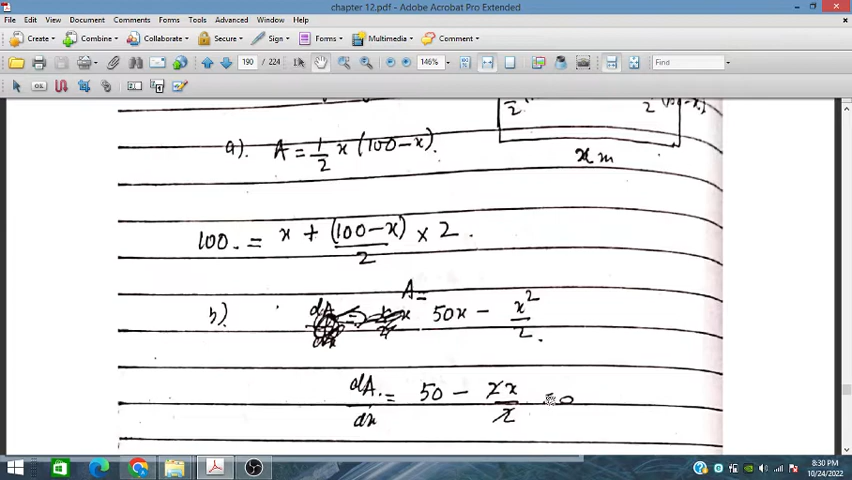 chapter 12.pdf - Adobe Acrobat Pro Extended
File Edit View Document Comments Forms Tools Advanced Window Help
Create Combine Collaborate Secure Sign Forms Multimedia Comment
190 / 224 146% Find
a). A = 1/2 x (100-x).
x m
100. = x + (100-x)/2 × 2.
A =
b) 50x - x²/2.
dA/dx = 50 - 2x/2 = 0
8:30 PM
10/24/2022